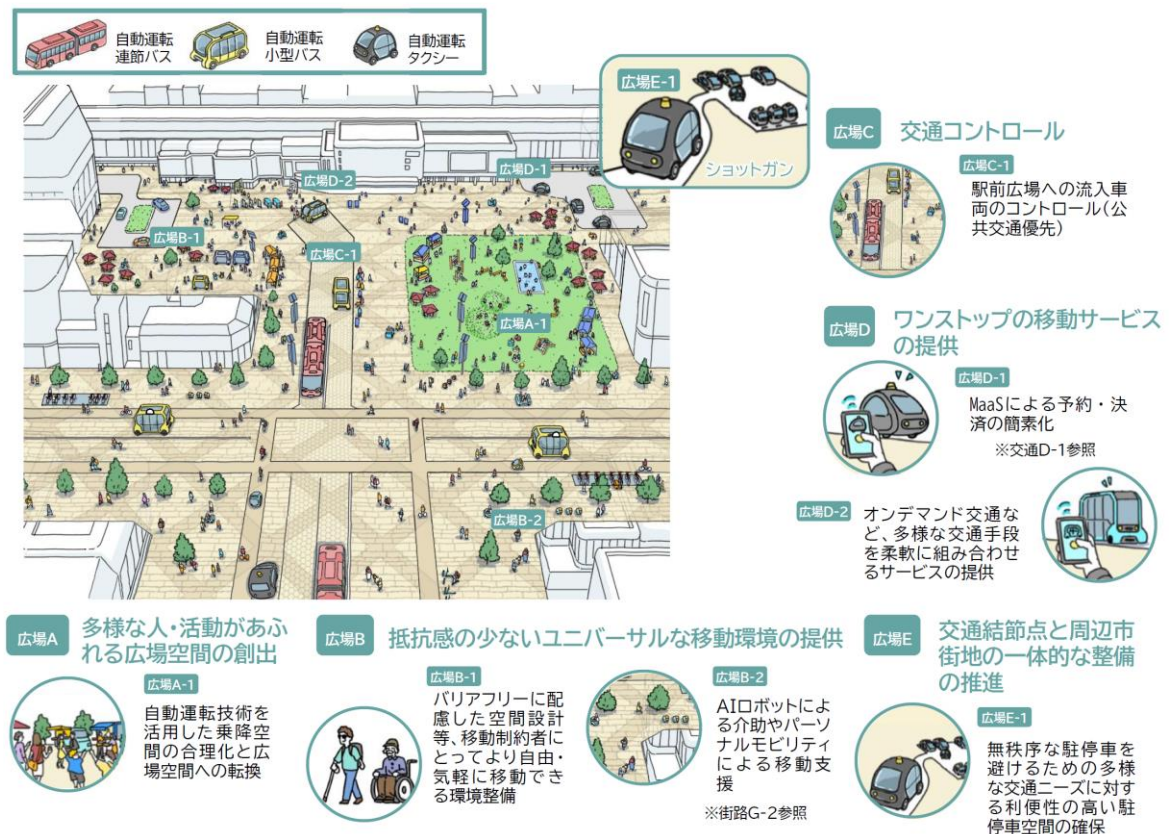 自動運転
連節バス
自動運転
小型バス
自動運転
タクシー
広場E-1
ショットガン
広場D-2
広場D-1
広場B-1
広場C-1
広場A-1
広場B-2
広場C
交通コントロール
広場C-1
駅前広場への流入車
両のコントロール(公
共交通優先)
広場D
ワンストップの移動サービス
の提供
広場D-1
MaaSによる予約・決
済の簡素化
※交通D-1参照
広場D-2
オンデマンド交通な
ど、多様な交通手段
を柔軟に組み合わせ
るサービスの提供
広場A
多様な人・活動があふ
れる広場空間の創出
広場A-1
自動運転技術を
活用した乗降空
間の合理化と広
場空間への転換
広場B
抵抗感の少ないユニバーサルな移動環境の提供
広場B-1
バリアフリーに配
慮した空間設計
等、移動制約者に
とってより自由・
気軽に移動でき
る環境整備
広場B-2
AIロボットによ
る介助やパーソ
ナルモビリティ
による移動支
援
※街路G-2参照
広場E
交通結節点と周辺市
街地の一体的な整備
の推進
広場E-1
無秩序な駐停車を
避けるための多様
な交通ニーズに対す
る利便性の高い駐
停車空間の確保